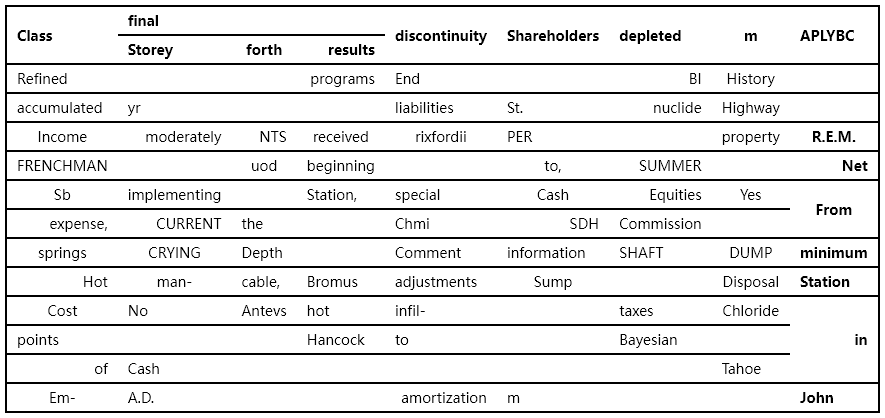 final
Class discontinuity Shareholders depleted m APLYBC
Storey forth results
Refined programs End BI History
accumulated yr liabilities St. nuclide Highway
Income moderately NTS received rixfordii PER property R.E.M.
FRENCHMAN uod beginning to, SUMMER Net
Sb implementing Station, special Cash Equities Yes
From
expense, CURRENT the Chmi SDH Commission
springs CRYING Depth Comment information SHAFT DUMP minimum
Hot man- cable, Bromus adjustments Sump Disposal Station
Cost No Antevs hot infil- taxes Chloride
points Hancock to Bayesian in
of Cash Tahoe
Em- A.D. amortization m John